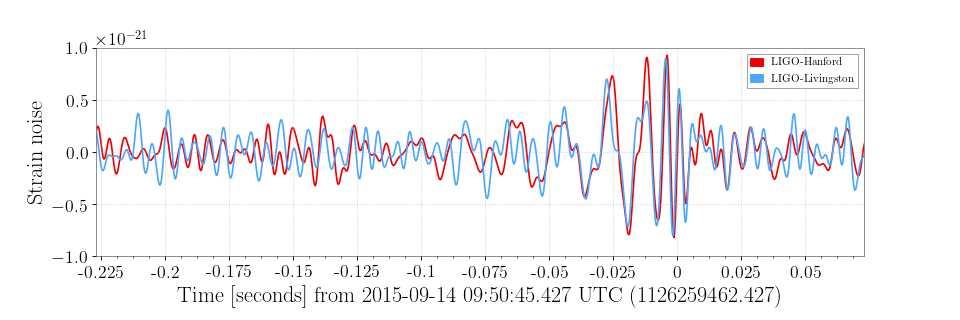 ×10−21
1.0
0.5
0.0
−0.5
−1.0
Strain noise
LIGO-Hanford
LIGO-Livingston
-0.225 -0.2 -0.175 -0.15 -0.125 -0.1 -0.075 -0.05 -0.025 0 0.025 0.05
Time [seconds] from 2015-09-14 09:50:45.427 UTC (1126259462.427)